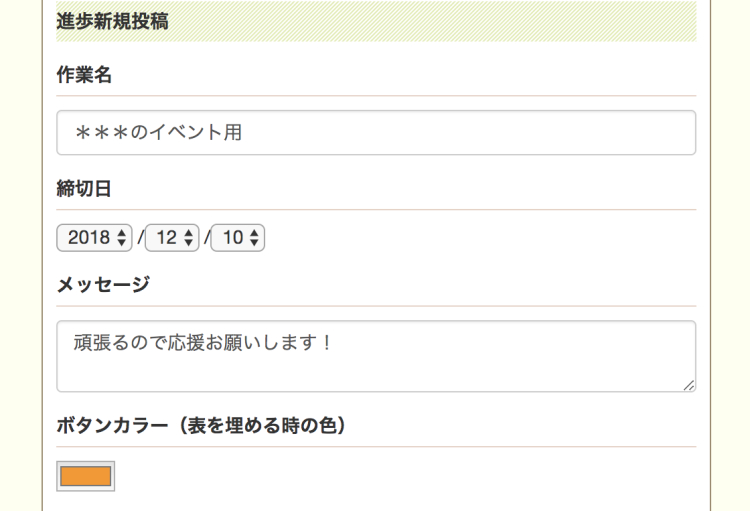 進歩新規投稿
作業名
＊＊＊のイベント用
締切日
2018 / 12 / 10
メッセージ
頑張るので応援お願いします！
ボタンカラー（表を埋める時の色）